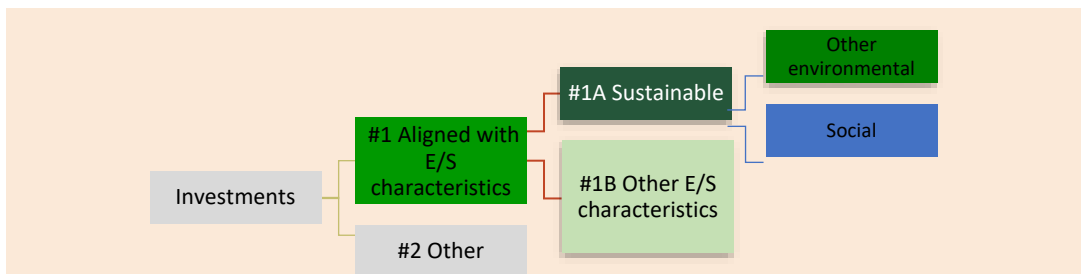 Other
environmental
#1A Sustainable
#1 Aligned with
E/S
characteristics
Social
#1B Other E/S
characteristics
Investments
#2 Other